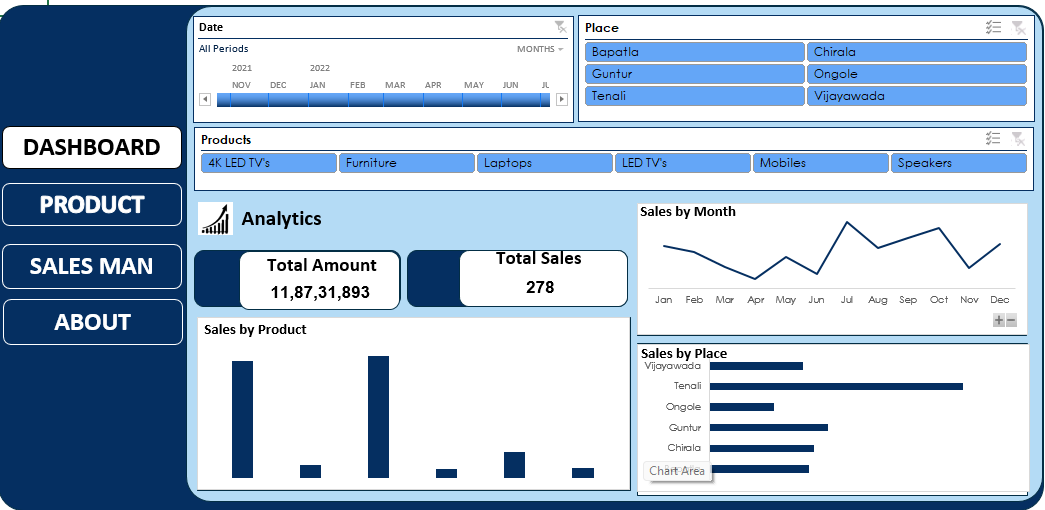 Date
All Periods
MONTHS
2021 2022
NOV DEC JAN FEB MAR APR MAY JUN JL
Place
Bapatla Chirala
Guntur Ongole
Tenali Vijayawada
Products
4K LED TV's Furniture Laptops LED TV's Mobiles Speakers
DASHBOARD
PRODUCT
SALES MAN
ABOUT
Analytics
Total Amount
11,87,31,893
Total Sales
278
Sales by Month
Jan Feb Mar Apr May Jun Jul Aug Sep Oct Nov Dec
Sales by Product
Sales by Place
Vijayawada
Tenali
Ongole
Guntur
Chirala
Chart Area